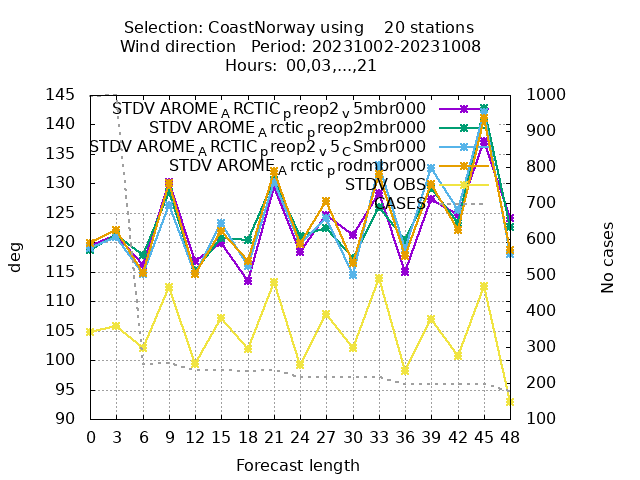 Selection: CoastNorway using 20 stations
Wind direction Period: 20231002-20231008
Hours: 00,03,...,21
STDV AROME_ARCTIC_preop2_v5mbr000
STDV AROME_Arctic_preop2mbr000
STDV AROME_ARCTIC_preop2_v5_CSmbr000
STDV AROME_Arctic_prodmbr000
STDV OBS
CASES
deg
145
140
135
130
125
120
115
110
105
100
95
90
1000
900
800
700
600
500
400
300
200
100
No cases
0 3 6 9 12 15 18 21 24 27 30 33 36 39 42 45 48
Forecast length